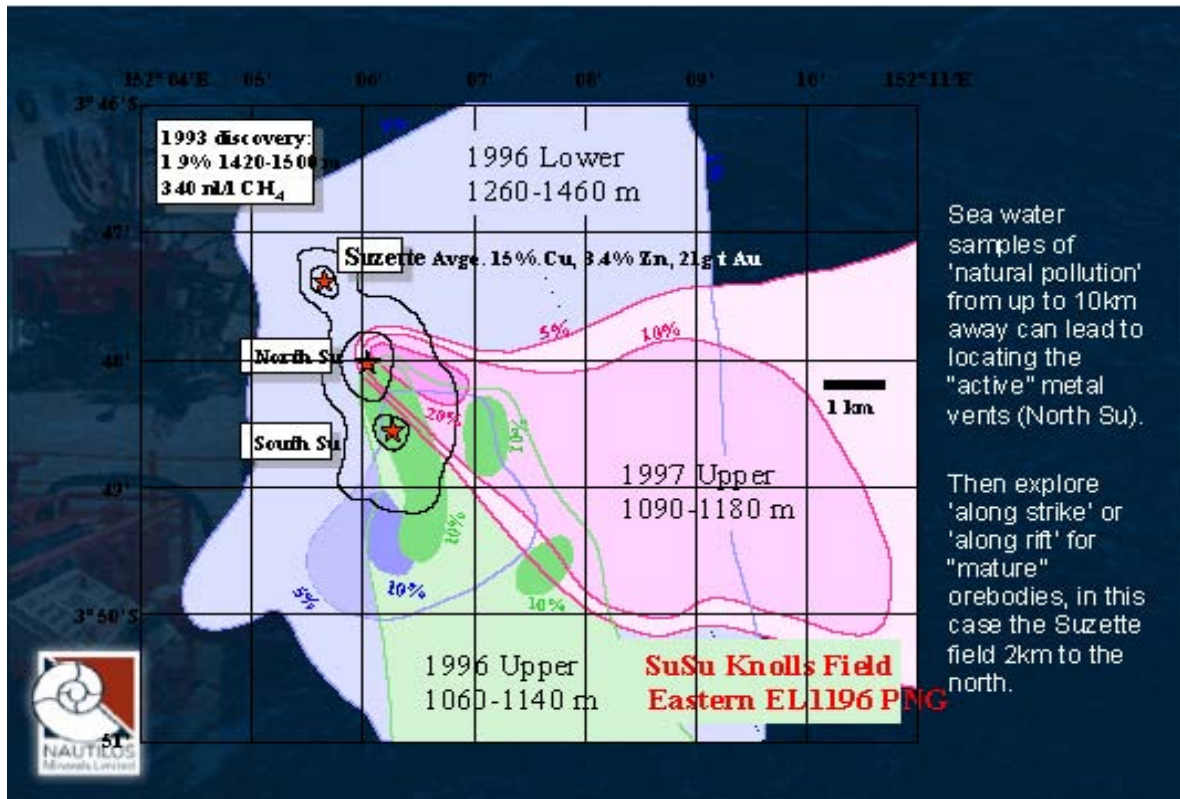 152° 04'E 05' 06' 07' 08' 09' 10' 152° 11'E
3° 46'S
1993 discovery:
1.9% 1420-1500 m
340 nl/l CH₄
1996 Lower
1260-1460 m
47'
Suzette Avge. 15% Cu, 3.4% Zn, 21g t Au
5%
10%
48'
North Su
20%
1 km
South Su
10%
1997 Upper
1090-1180 m
49'
10%
5%
10%
10%
3° 50'S
1996 Upper
1060-1140 m
SuSu Knolls Field
Eastern EL1196 PNG
51'
NAUTILUS
Minerals Limited
Sea water
samples of
'natural pollution'
from up to 10km
away can lead to
locating the
"active" metal
vents (North Su).
Then explore
'along strike' or
'along rift' for
"mature"
orebodies, in this
case the Suzette
field 2km to the
north.